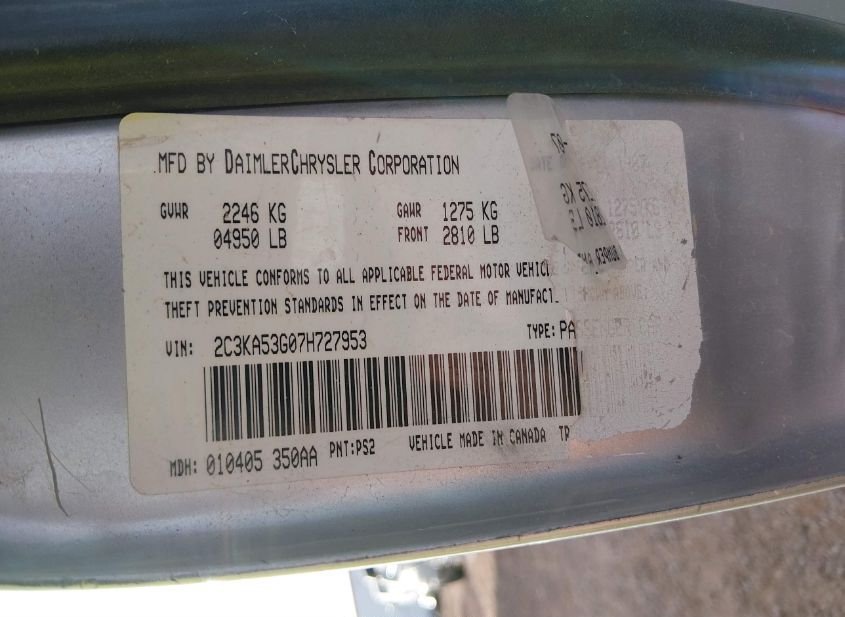 MFD BY DAIMLERCHRYSLER CORPORATION
GVWR 2246 KG GAWR 1275 KG
04950 LB FRONT 2810 LB
THIS VEHICLE CONFORMS TO ALL APPLICABLE FEDERAL MOTOR VEHICL
THEFT PREVENTION STANDARDS IN EFFECT ON THE DATE OF MANUFACT
VIN: 2C3KA53G07H727953 TYPE: PA
MDH: 010405 350AA PNT:PS2 VEHICLE MADE IN CANADA